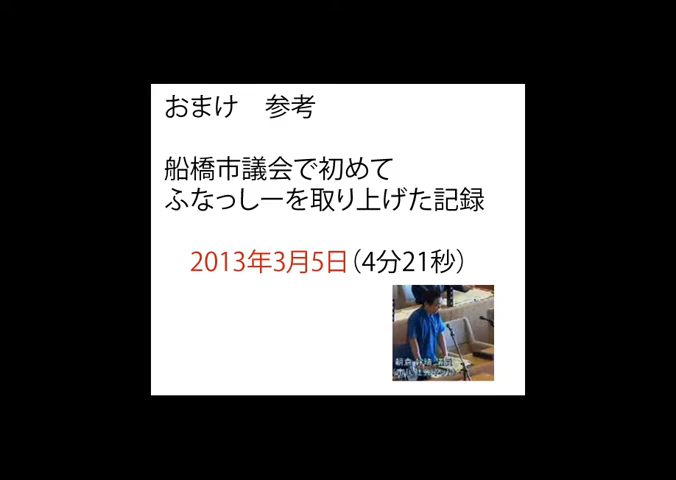 おまけ　参考
船橋市議会で初めて
ふなっしーを取り上げた記録
2013年3月5日(4分21秒)